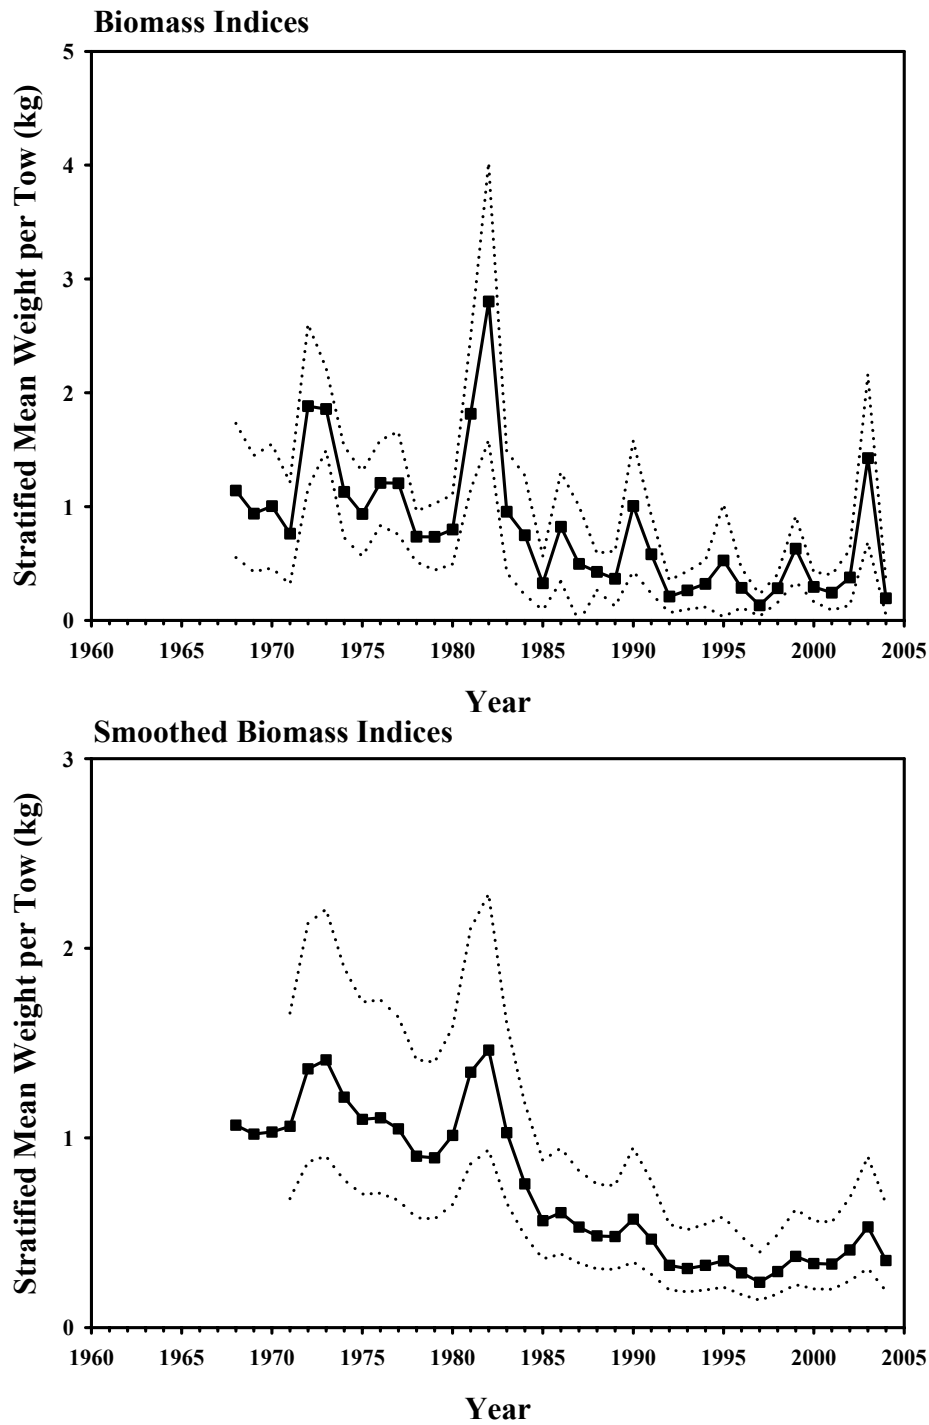 Biomass Indices
Stratified Mean Weight per Tow (kg)
5
4
3
2
1
0
1960 1965 1970 1975 1980 1985 1990 1995 2000 2005
Year
Smoothed Biomass Indices
Stratified Mean Weight per Tow (kg)
3
2
1
0
1960 1965 1970 1975 1980 1985 1990 1995 2000 2005
Year